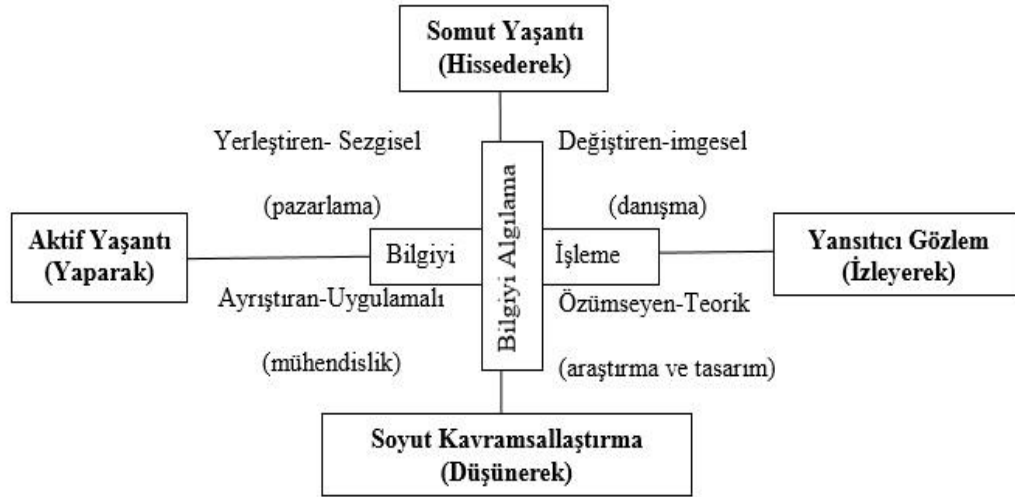 Somut Yaşantı
(Hissederek)
Yerleştiren- Sezgisel
Değiştiren-imgesel
(pazarlama)
(danışma)
Aktif Yaşantı
(Yaparak)
Bilgiyi
Bilgiyi Algılama
İşleme
Yansıtıcı Gözlem
(İzleyerek)
Ayrıştıran-Uygulamalı
Özümseyen-Teorik
(mühendislik)
(araştırma ve tasarım)
Soyut Kavramsallaştırma
(Düşünerek)